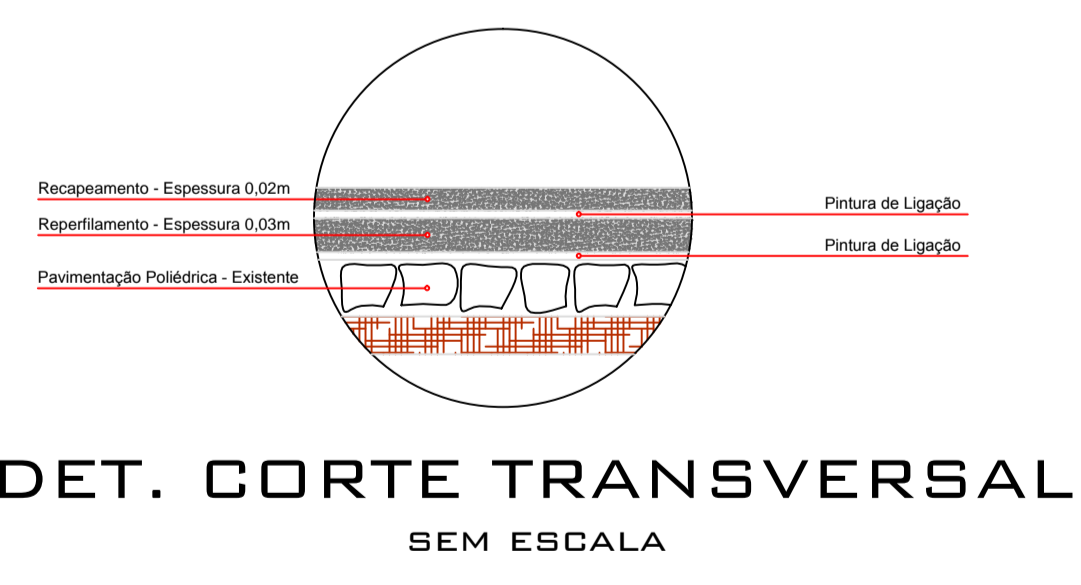 Recapeamento - Espessura 0,02m
Pintura de Ligação
Reperfilamento - Espessura 0,03m
Pintura de Ligação
Pavimentação Poliédrica - Existente
DET. CORTE TRANSVERSAL
SEM ESCALA